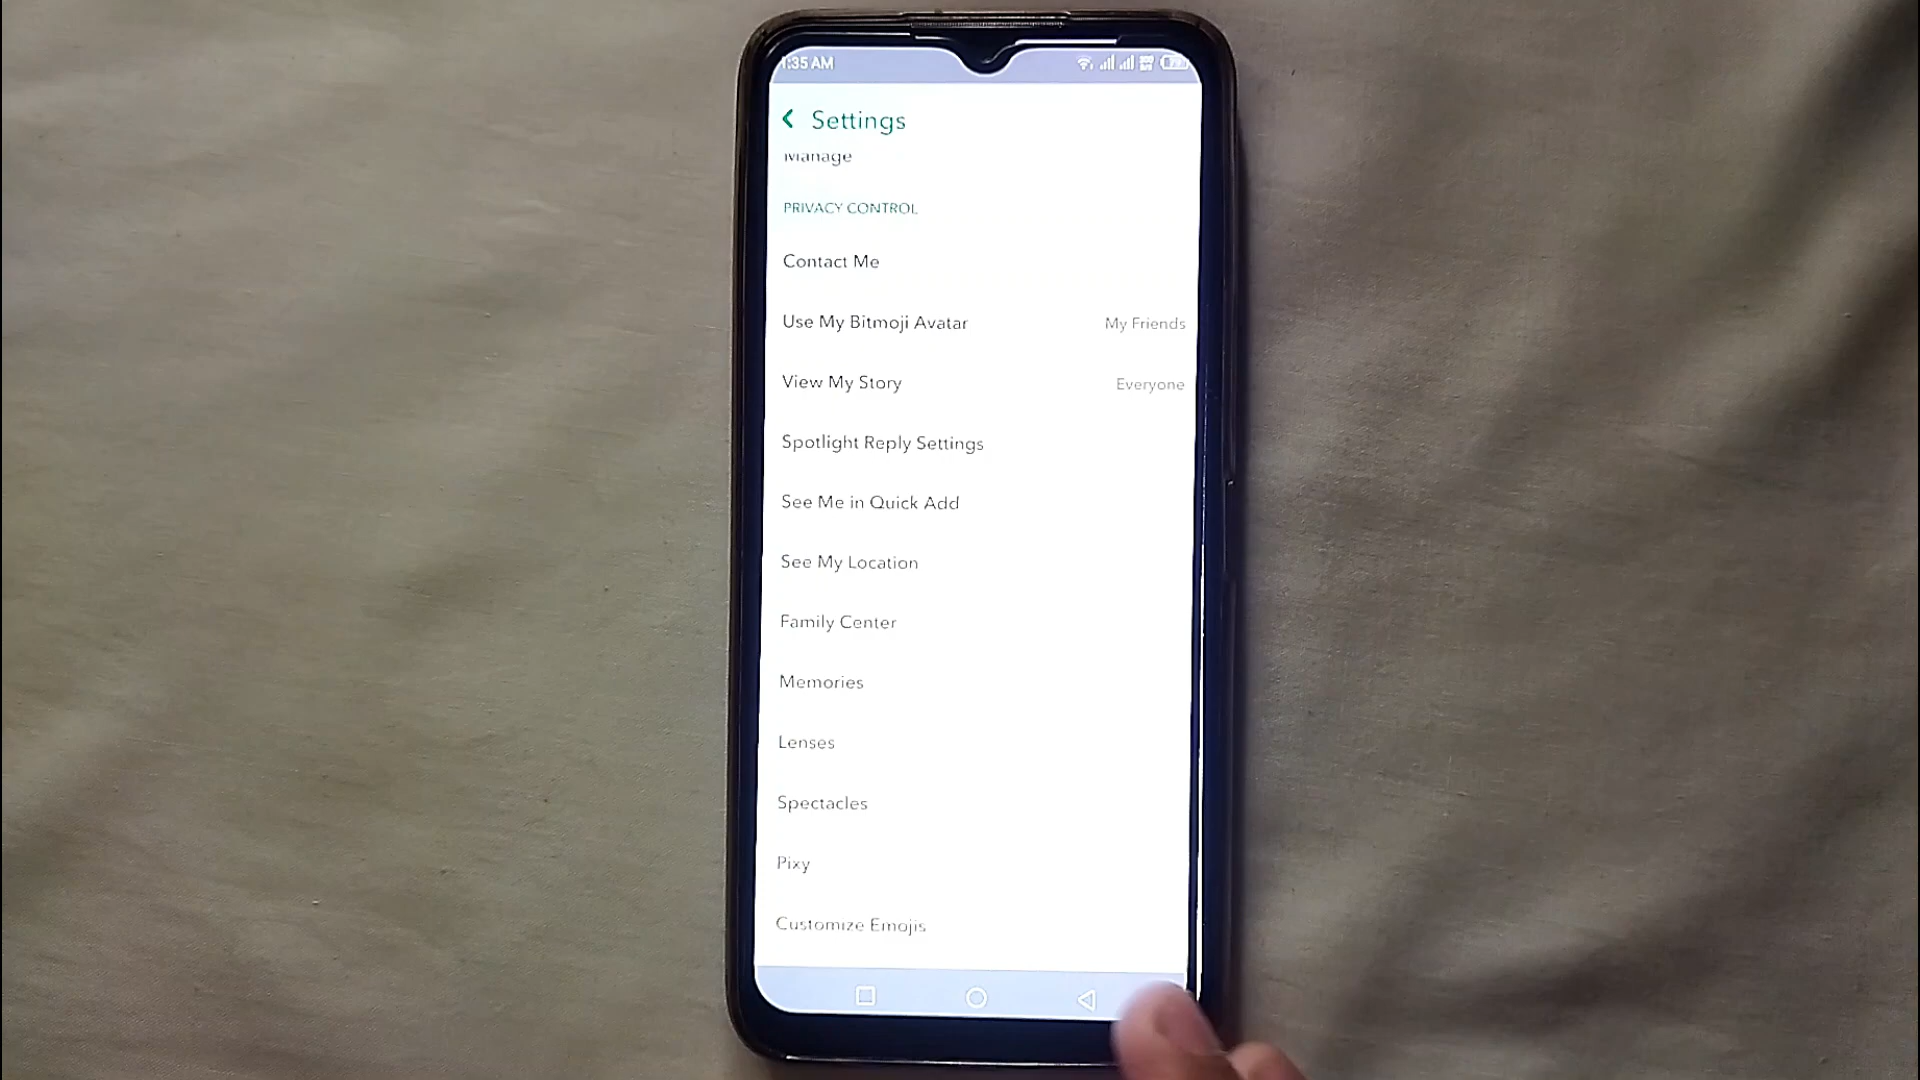 1:35 AM
Settings
Manage
PRIVACY CONTROL
Contact Me
Use My Bitmoji Avatar My Friends
View My Story Everyone
Spotlight Reply Settings
See Me in Quick Add
See My Location
Family Center
Memories
Lenses
Spectacles
Pixy
Customize Emojis